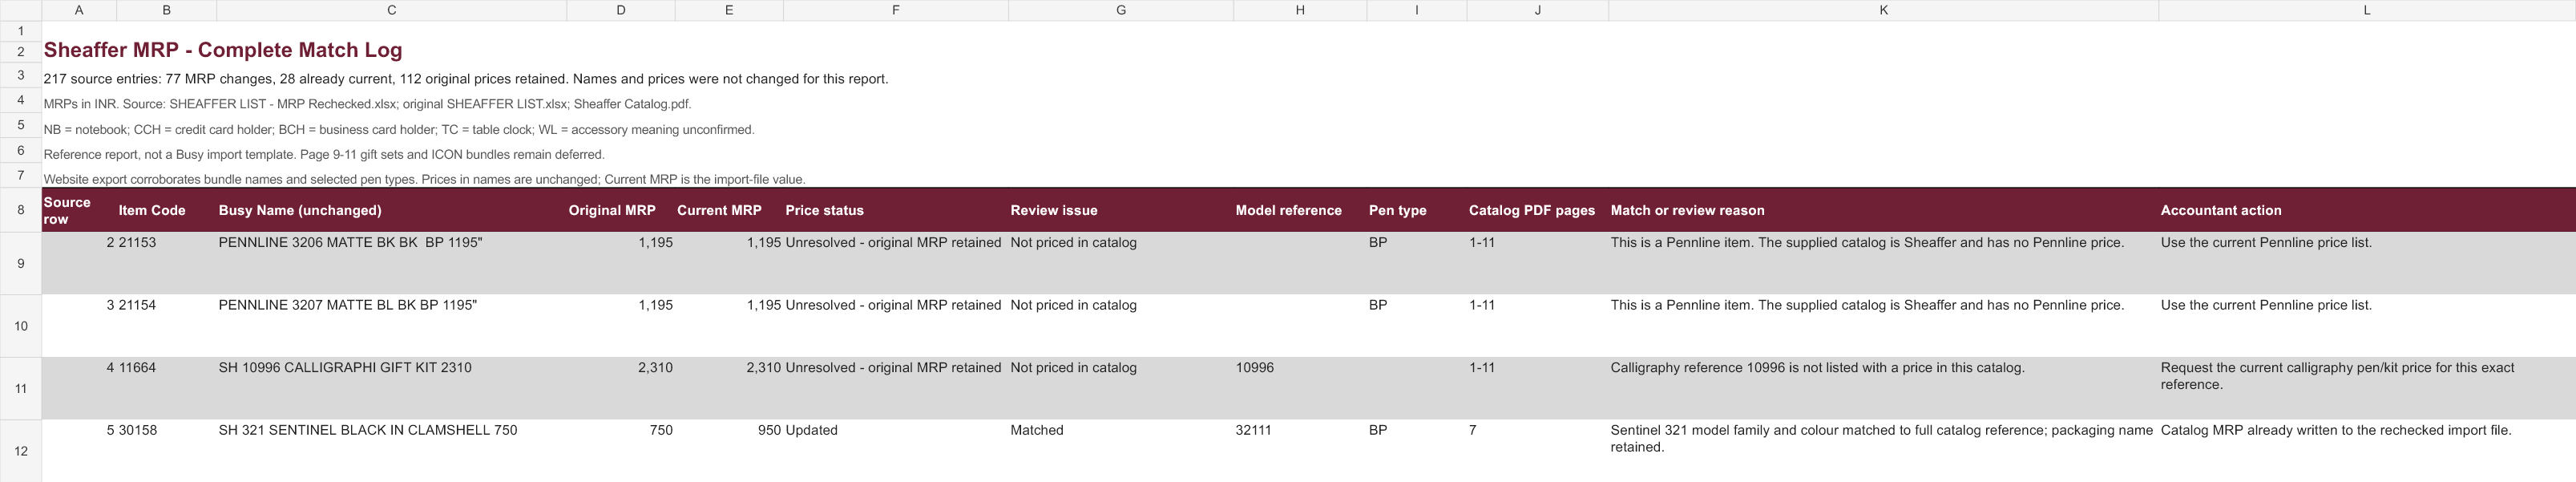 A B C D E F G H I J K L
1
2 Sheaffer MRP - Complete Match Log
3 217 source entries: 77 MRP changes, 28 already current, 112 original prices retained. Names and prices were not changed for this report.
4 MRPs in INR. Source: SHEAFFER LIST - MRP Rechecked.xlsx; original SHEAFFER LIST.xlsx; Sheaffer Catalog.pdf.
5 NB = notebook; CCH = credit card holder; BCH = business card holder; TC = table clock; WL = accessory meaning unconfirmed.
6 Reference report, not a Busy import template. Page 9-11 gift sets and ICON bundles remain deferred.
7 Website export corroborates bundle names and selected pen types. Prices in names are unchanged; Current MRP is the import-file value.
8 Source row Item Code Busy Name (unchanged) Original MRP Current MRP Price status Review issue Model reference Pen type Catalog PDF pages Match or review reason Accountant action
9 2 21153 PENNLINE 3206 MATTE BK BK  BP 1195" 1,195 1,195 Unresolved - original MRP retained Not priced in catalog BP 1-11 This is a Pennline item. The supplied catalog is Sheaffer and has no Pennline price. Use the current Pennline price list.
10 3 21154 PENNLINE 3207 MATTE BL BK BP 1195" 1,195 1,195 Unresolved - original MRP retained Not priced in catalog BP 1-11 This is a Pennline item. The supplied catalog is Sheaffer and has no Pennline price. Use the current Pennline price list.
11 4 11664 SH 10996 CALLIGRAPHI GIFT KIT 2310 2,310 2,310 Unresolved - original MRP retained Not priced in catalog 10996 1-11 Calligraphy reference 10996 is not listed with a price in this catalog. Request the current calligraphy pen/kit price for this exact reference.
12 5 30158 SH 321 SENTINEL BLACK IN CLAMSHELL 750 750 950 Updated Matched 32111 BP 7 Sentinel 321 model family and colour matched to full catalog reference; packaging name retained. Catalog MRP already written to the rechecked import file.